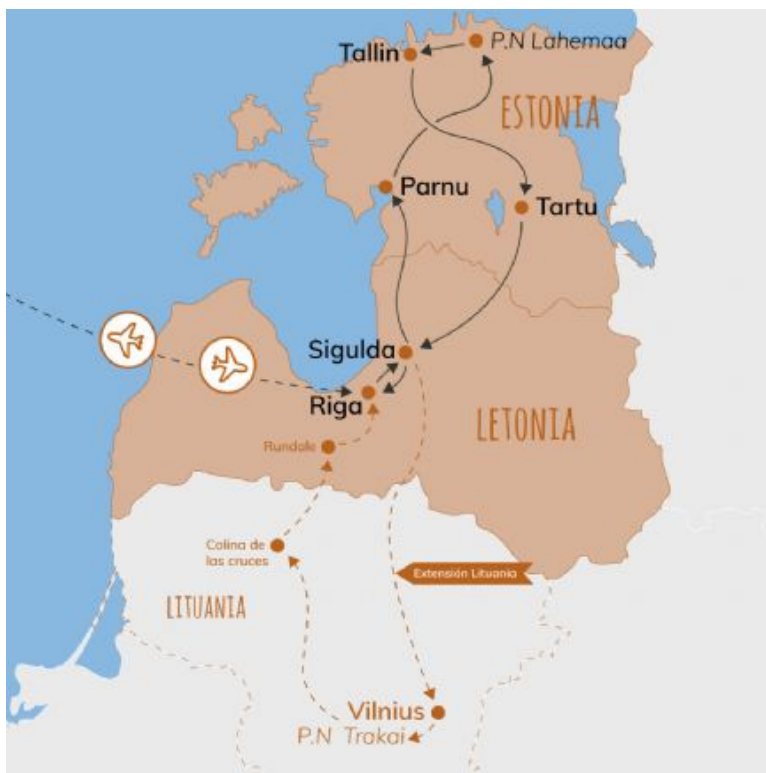 Tallin
P.N Lahemaa
ESTONIA
Parnu
Tartu
Sigulda
Riga
LETONIA
Rundale
Colina de
las cruces
Extensión Lituania
LITUANIA
Vilnius
P.N Trakai